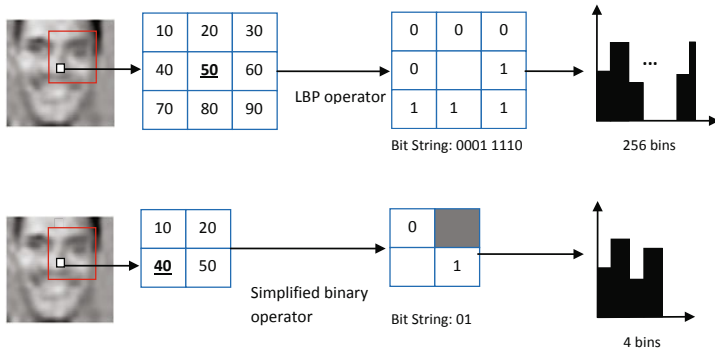 10 20 30
40 50 60
70 80 90
LBP operator
0 0 0
0 1
1 1 1
Bit String: 0001 1110
...
256 bins
10 20
40 50
Simplified binary
operator
0
1
Bit String: 01
4 bins